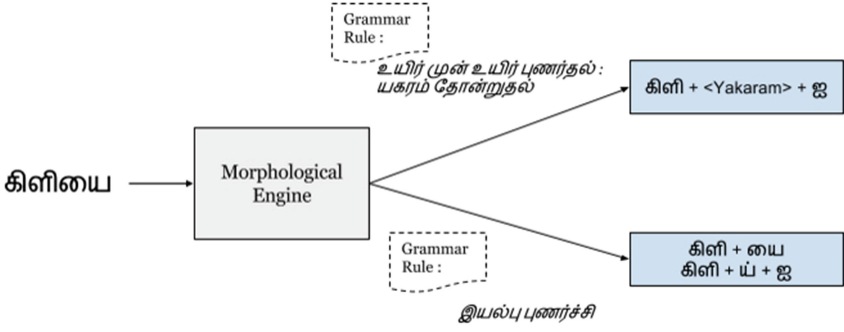 Grammar
Rule :
உயிர் முன் உயிர் புணர்தல் :
யகரம் தோன்றுதல்
கிளி + <Yakaram> + ஐ
கிளியை
Morphological
Engine
Grammar
Rule :
கிளி + யை
கிளி + ய் + ஐ
இயல்பு புணர்ச்சி